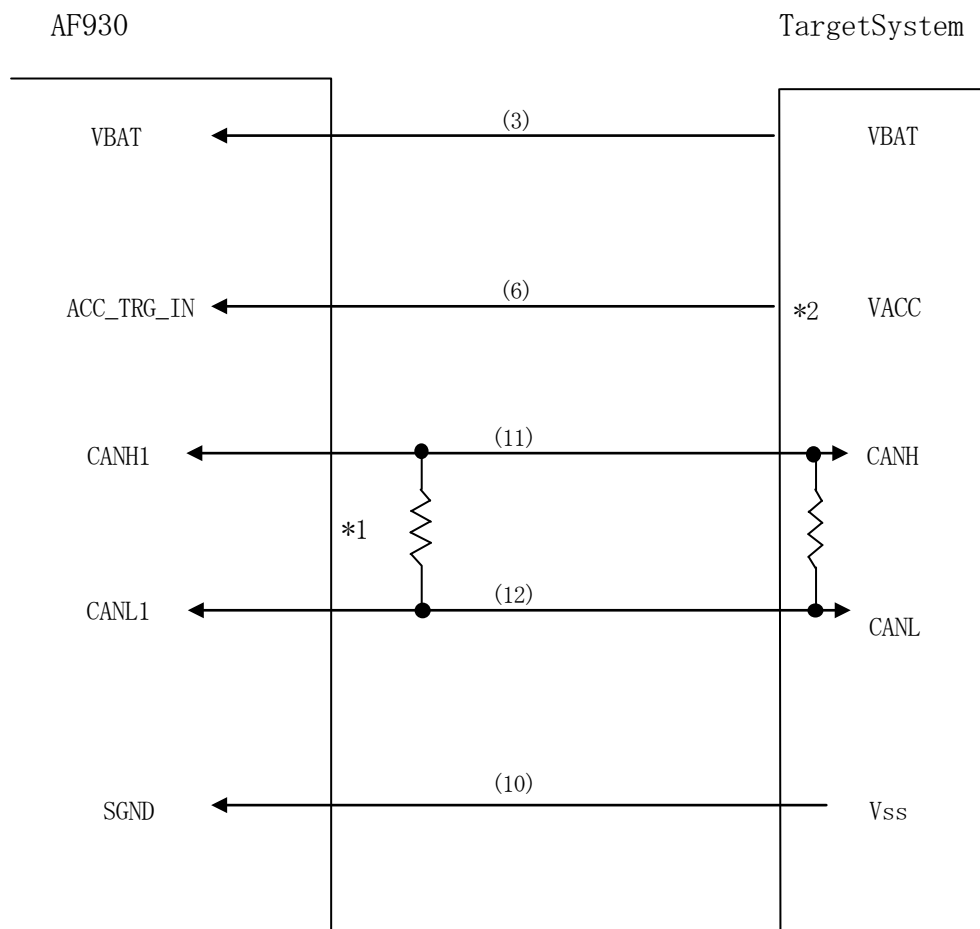 AF930 TargetSystem
VBAT (3) VBAT
ACC_TRG_IN (6) *2 VACC
CANH1 (11) CANH
*1
CANL1 (12) CANL
SGND (10) Vss